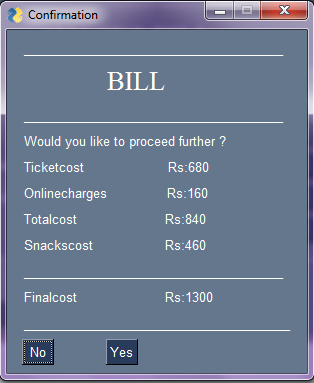 Confirmation
BILL
Would you like to proceed further ?
Ticketcost Rs:680
Onlinecharges Rs:160
Totalcost Rs:840
Snackscost Rs:460
Finalcost Rs:1300
No Yes